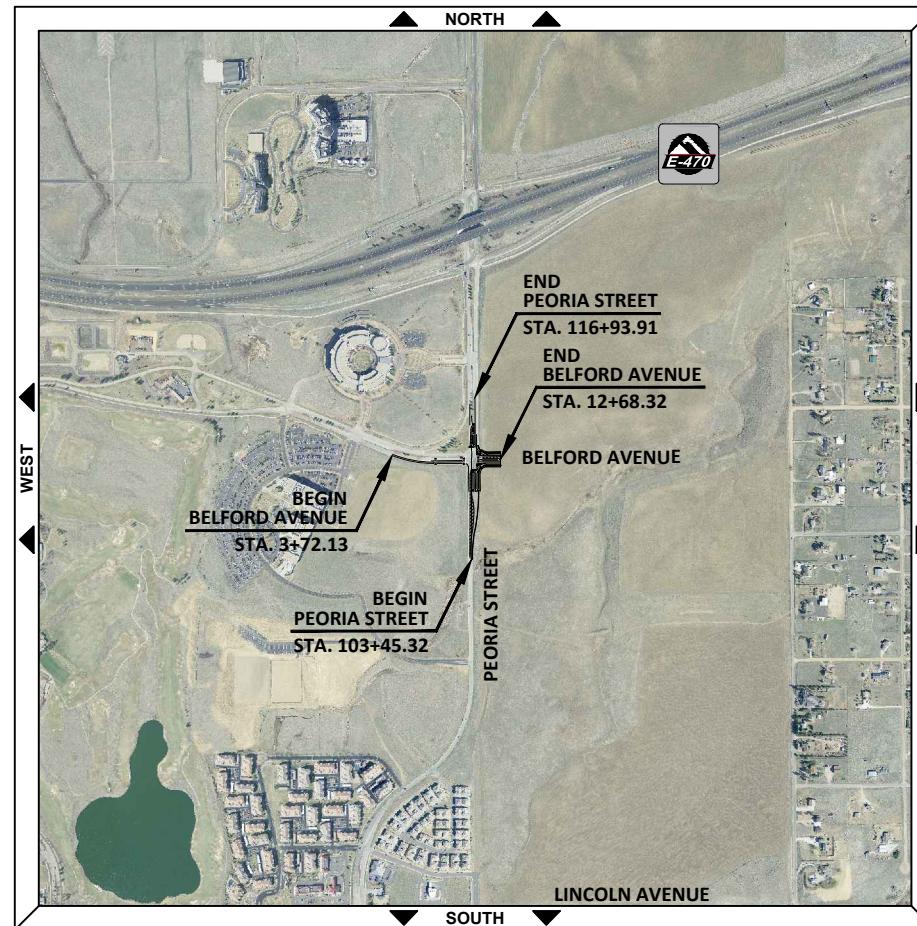 NORTH
E-470
END
PEORIA STREET
STA. 116+93.91
END
BELFORD AVENUE
STA. 12+68.32
BELFORD AVENUE
WEST
BEGIN
BELFORD AVENUE
STA. 3+72.13
PEORIA STREET
BEGIN
PEORIA STREET
STA. 103+45.32
LINCOLN AVENUE
SOUTH